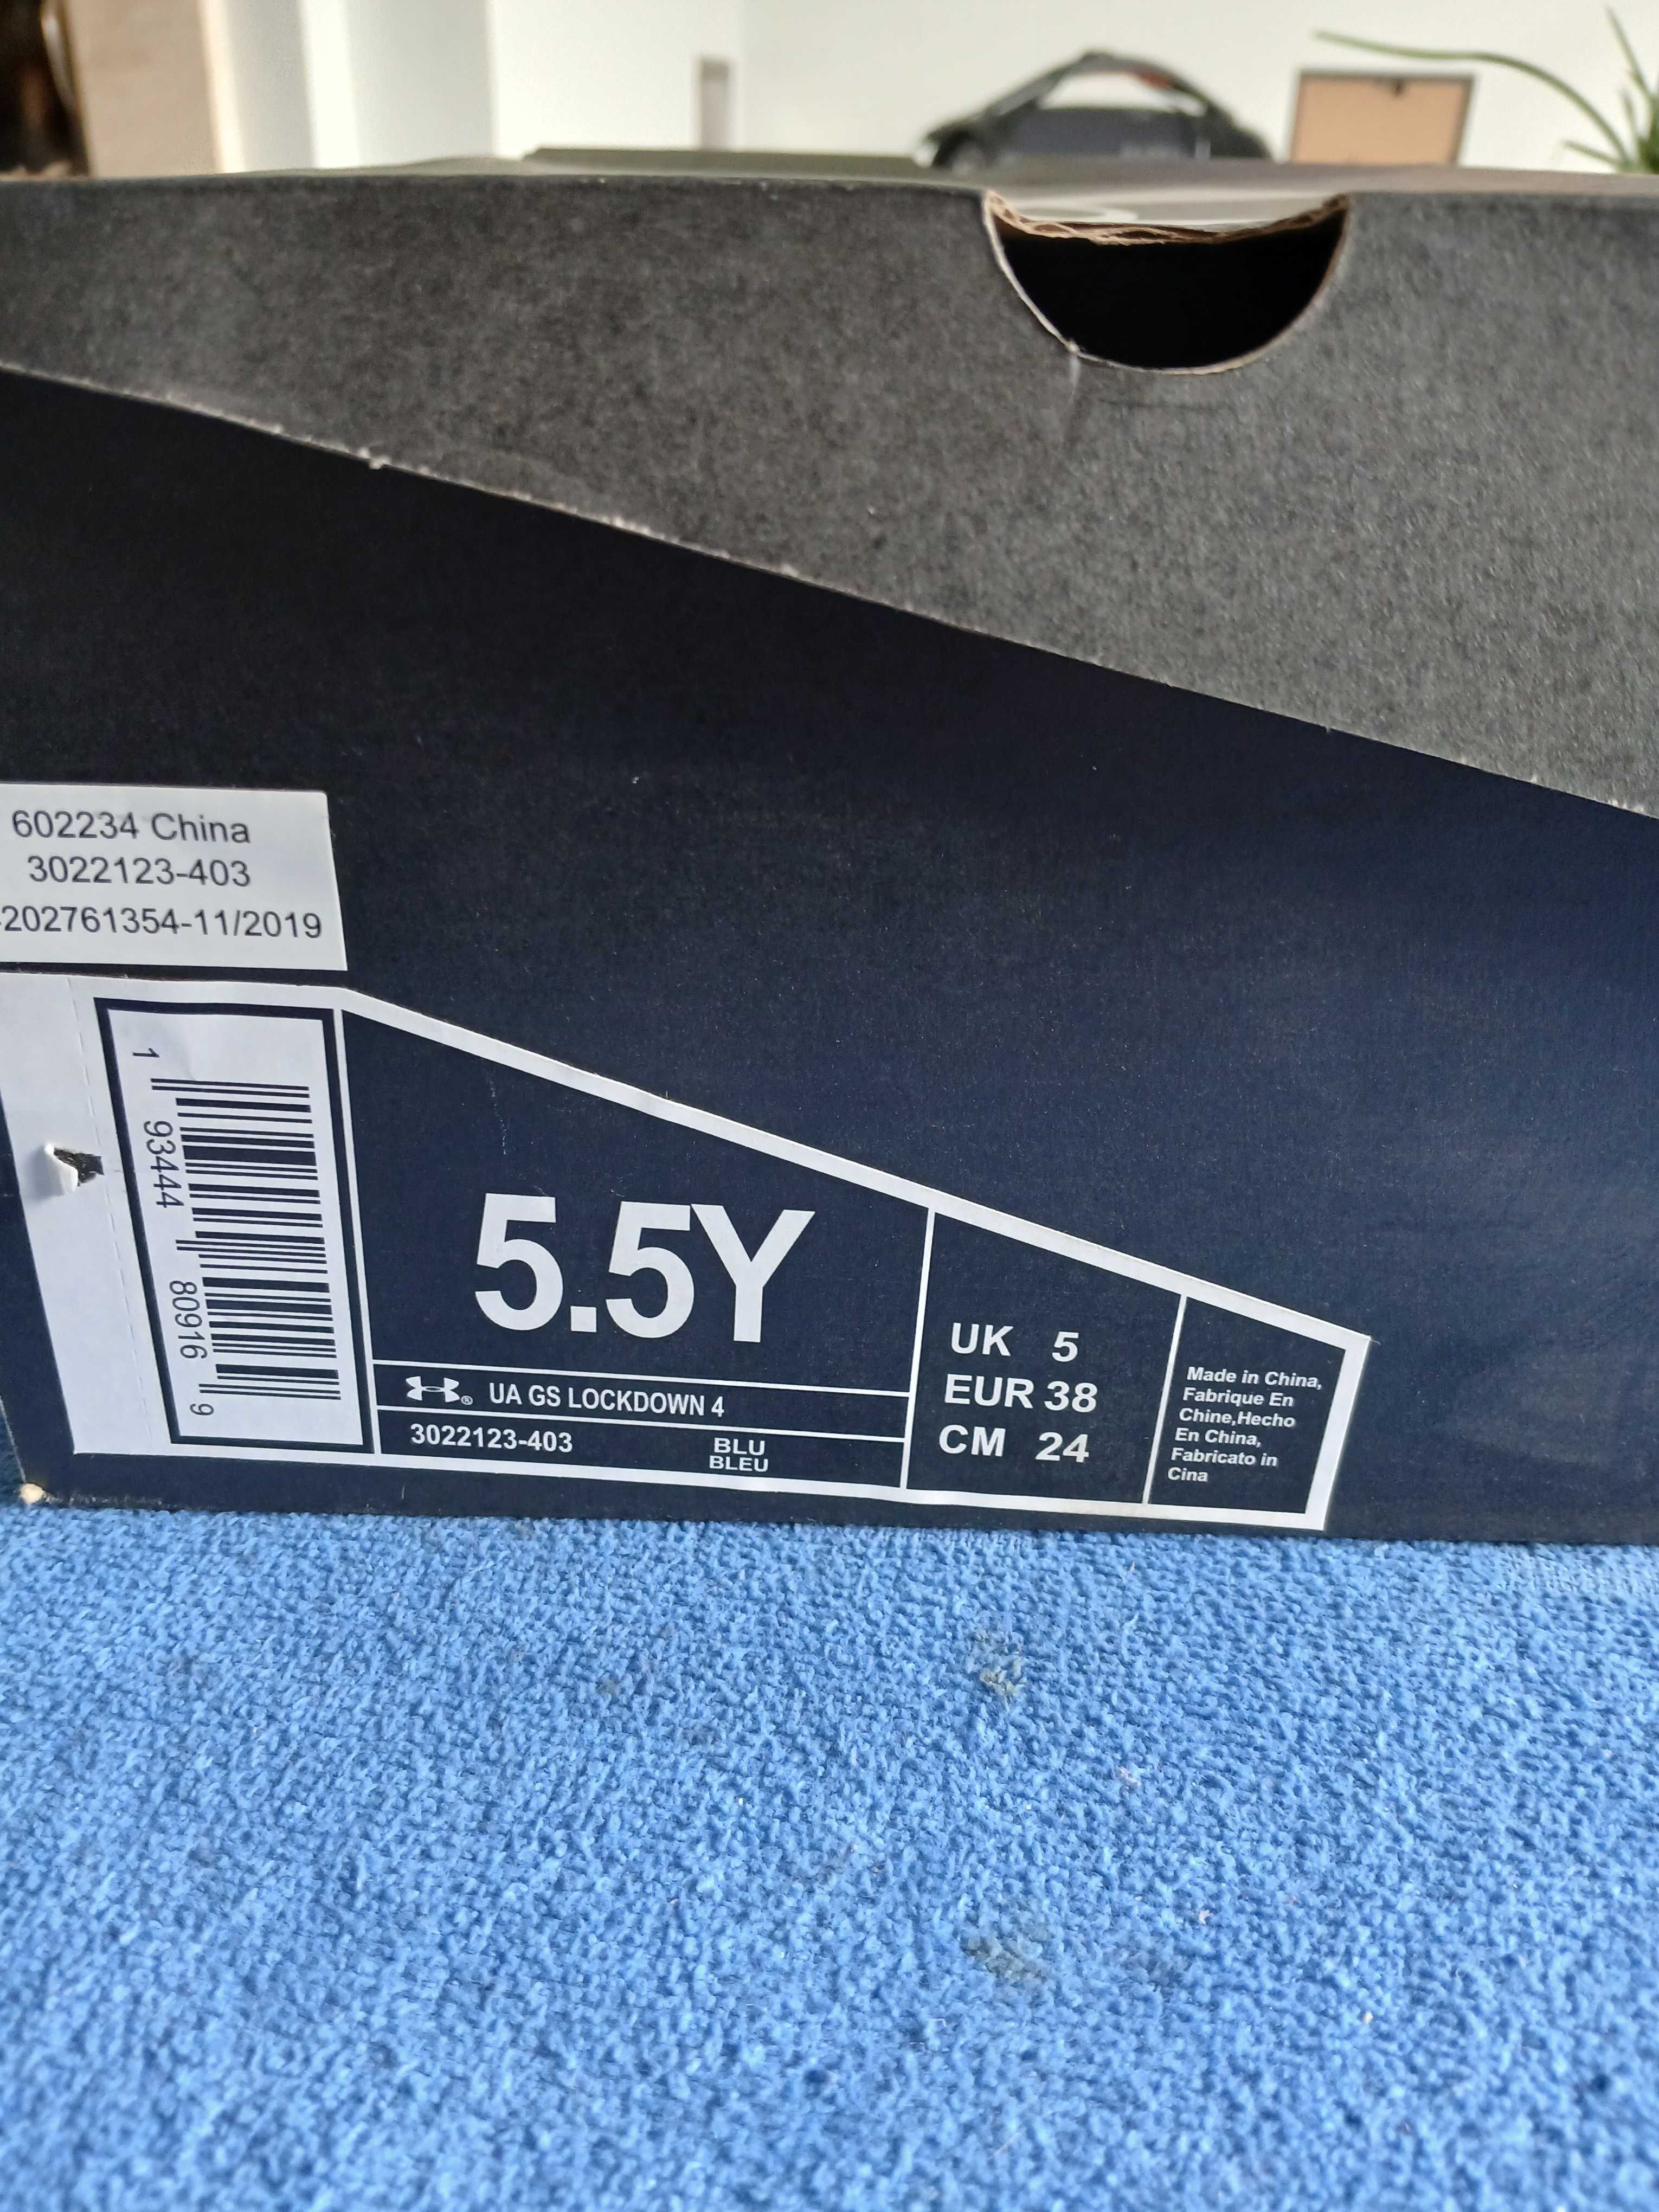 602234 China
3022123-403
202761354-11/2019
1 93444 80916 9
5.5Y
UA GS LOCKDOWN 4
3022123-403 BLU
BLEU
UK 5
EUR 38
CM 24
Made in China,
Fabrique En
Chine,Hecho
En China,
Fabricato in
Cina